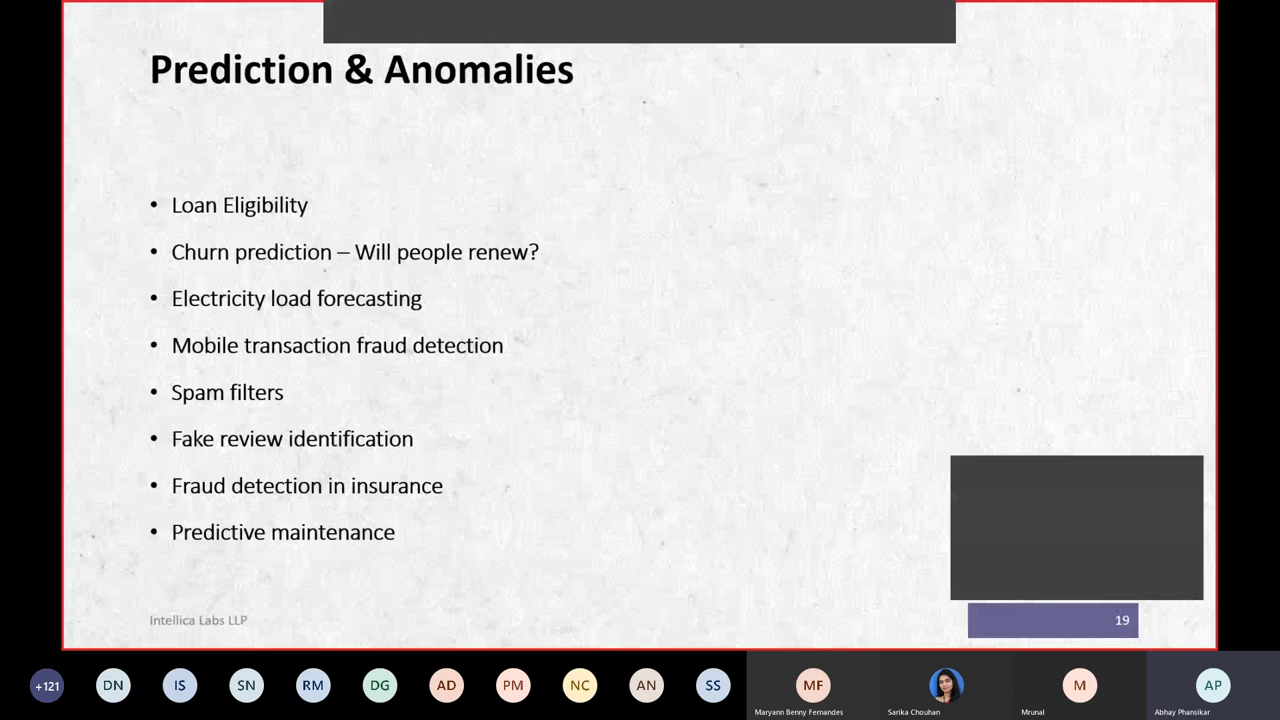 Prediction & Anomalies
• Loan Eligibility
• Churn prediction – Will people renew?
• Electricity load forecasting
• Mobile transaction fraud detection
• Spam filters
• Fake review identification
• Fraud detection in insurance
• Predictive maintenance
Intellica Labs LLP
19
+121
DN
IS
SN
RM
DG
AD
PM
NC
AN
SS
MF
M
AP
Maryann Benny Fernandes
Sarika Chouhan
Mrunal
Abhay Phansikar